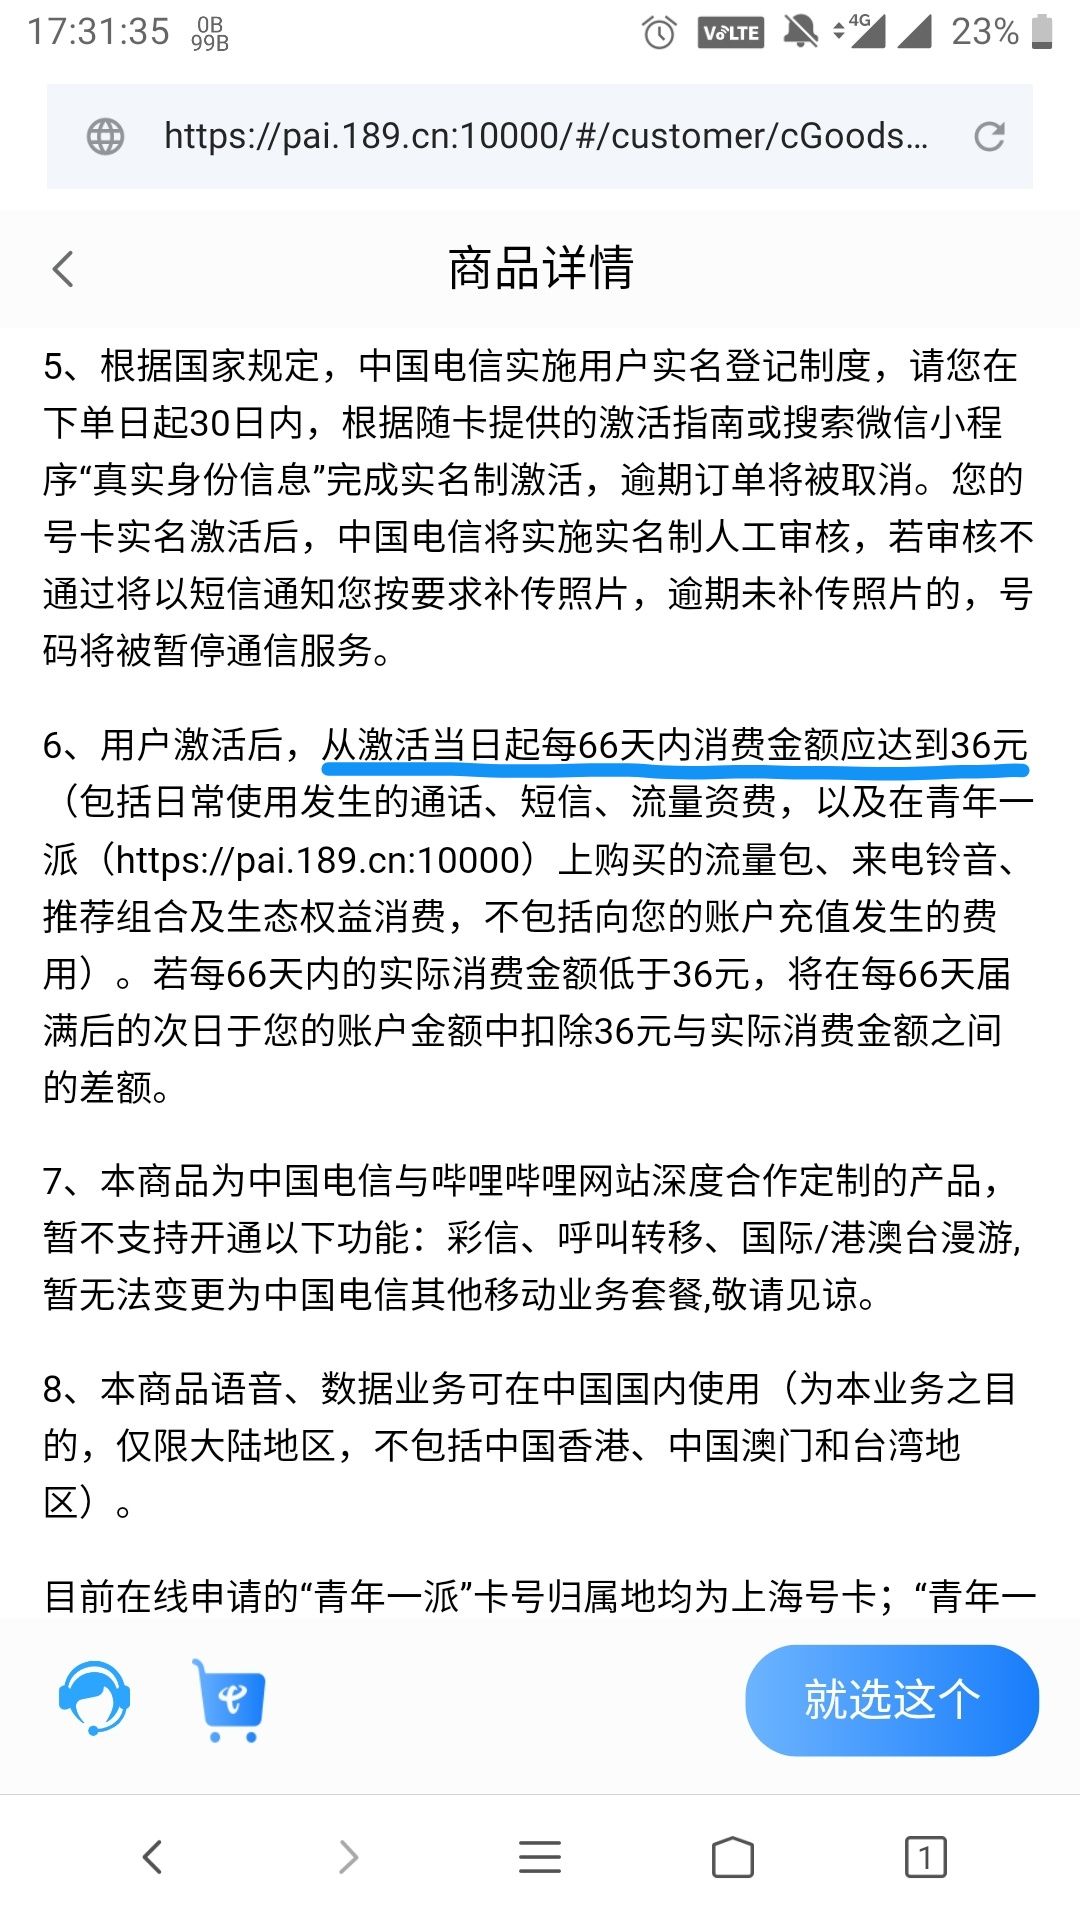 17:31:35
0B
99B
VoLTE
4G
23%
https://pai.189.cn:10000/#/customer/cGoods...
商品详情
5、根据国家规定，中国电信实施用户实名登记制度，请您在
下单日起30日内，根据随卡提供的激活指南或搜索微信小程
序“真实身份信息”完成实名制激活，逾期订单将被取消。您的
号卡实名激活后，中国电信将实施实名制人工审核，若审核不
通过将以短信通知您按要求补传照片，逾期未补传照片的，号
码将被暂停通信服务。
6、用户激活后，从激活当日起每66天内消费金额应达到36元
（包括日常使用发生的通话、短信、流量资费，以及在青年一
派（https://pai.189.cn:10000）上购买的流量包、来电铃音、
推荐组合及生态权益消费，不包括向您的账户充值发生的费
用）。若每66天内的实际消费金额低于36元，将在每66天届
满后的次日于您的账户金额中扣除36元与实际消费金额之间
的差额。
7、本商品为中国电信与哔哩哔哩网站深度合作定制的产品，
暂不支持开通以下功能：彩信、呼叫转移、国际/港澳台漫游,
暂无法变更为中国电信其他移动业务套餐,敬请见谅。
8、本商品语音、数据业务可在中国国内使用（为本业务之目
的，仅限大陆地区，不包括中国香港、中国澳门和台湾地
区）。
目前在线申请的“青年一派”卡号归属地均为上海号卡；“青年一
就选这个
1